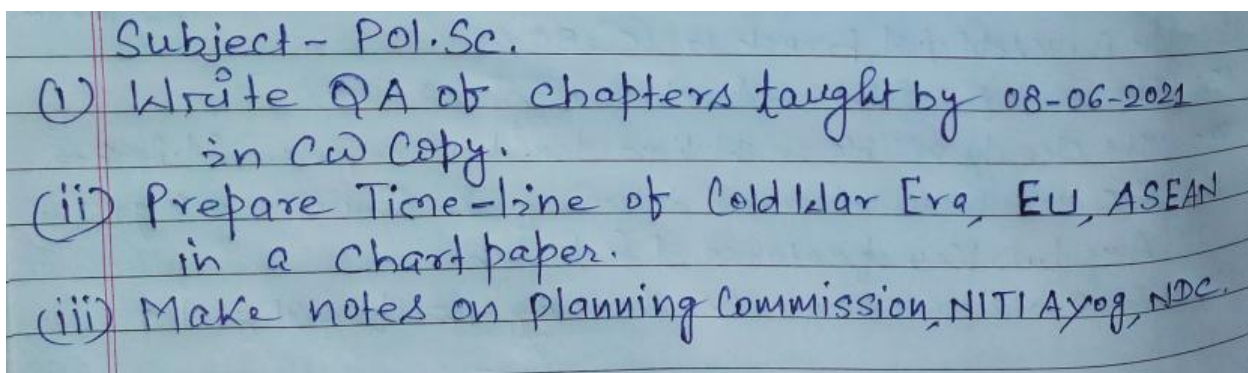 Subject - Pol.Sc.
(i) Write QA of chapters taught by 08-06-2021
in CW Copy.
(ii) Prepare Time-line of Cold War Era, EU, ASEAN
in a Chart paper.
(iii) Make notes on Planning Commission, NITI Ayog, NDC.